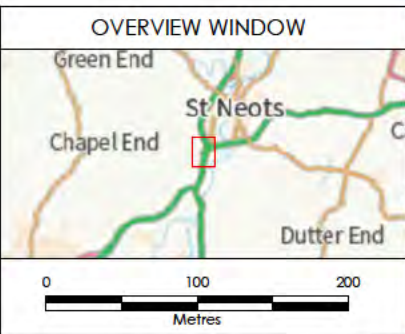 OVERVIEW WINDOW
Green End
St Neots
Chapel End
C
Dutter End
0 100 200
Metres